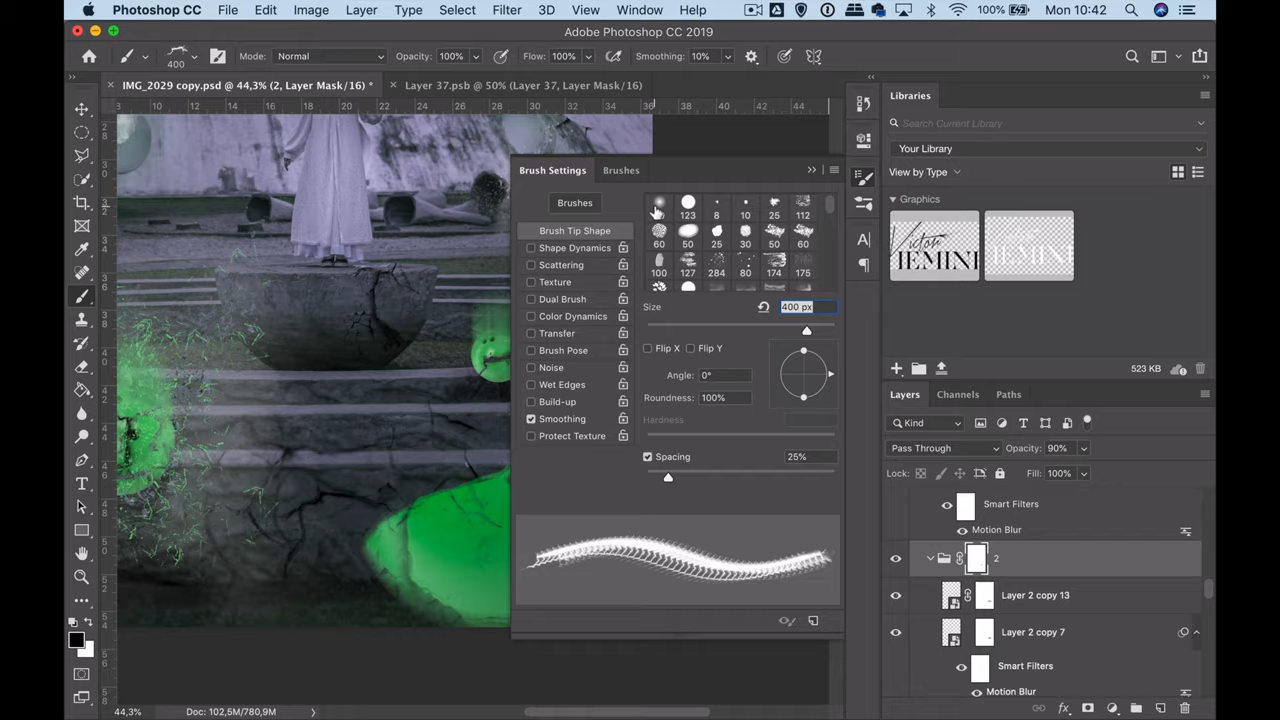 Photoshop CC File Edit Image Layer Type Select Filter 3D View Window Help 100% Mon 10:42
Adobe Photoshop CC 2019
400 Mode: Normal Opacity: 100% Flow: 100% Smoothing: 10%
IMG_2029 copy.psd @ 44,3% (2, Layer Mask/16) * Layer 37.psb @ 50% (Layer 37, Layer Mask/16)
8 10 12 14 16 18 20 22 24 26 28 30 32 34 36 38 40 42 44
Libraries
Search Current Library
Your Library
View by Type
Graphics
Victor
IEMINI IEMINI
523 KB
Brush Settings Brushes
Brushes
Brush Tip Shape
Shape Dynamics
Scattering
Texture
Dual Brush
Color Dynamics
Transfer
Brush Pose
Noise
Wet Edges
Build-up
Smoothing
Protect Texture
123 8 10 25 112
60 50 25 30 50 60
100 127 284 80 174 175
Size 400 px
Flip X Flip Y
Angle: 0°
Roundness: 100%
Hardness
Spacing 25%
Layers Channels Paths
Kind
Pass Through Opacity: 90%
Lock: Fill: 100%
Smart Filters
Motion Blur
2
Layer 2 copy 13
Layer 2 copy 7
Smart Filters
Motion Blur
44,3% Doc: 102,5M/780,9M